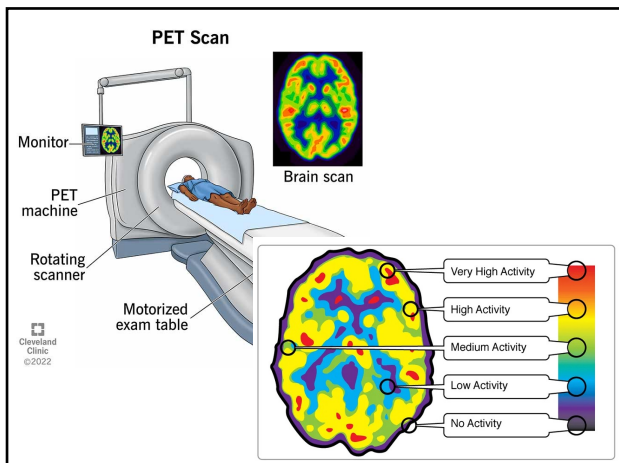 PET Scan
Monitor
Brain scan
PET
machine
Rotating
scanner
Motorized
exam table
Cleveland
Clinic
©2022
Very High Activity
High Activity
Medium Activity
Low Activity
No Activity